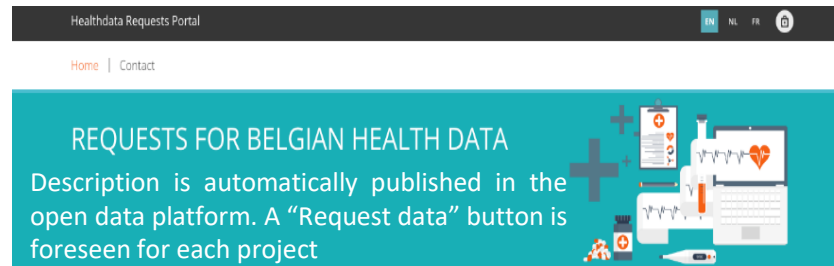 Healthdata Requests Portal EN NL FR
Home | Contact
REQUESTS FOR BELGIAN HEALTH DATA
Description is automatically published in the
open data platform. A “Request data” button is
foreseen for each project